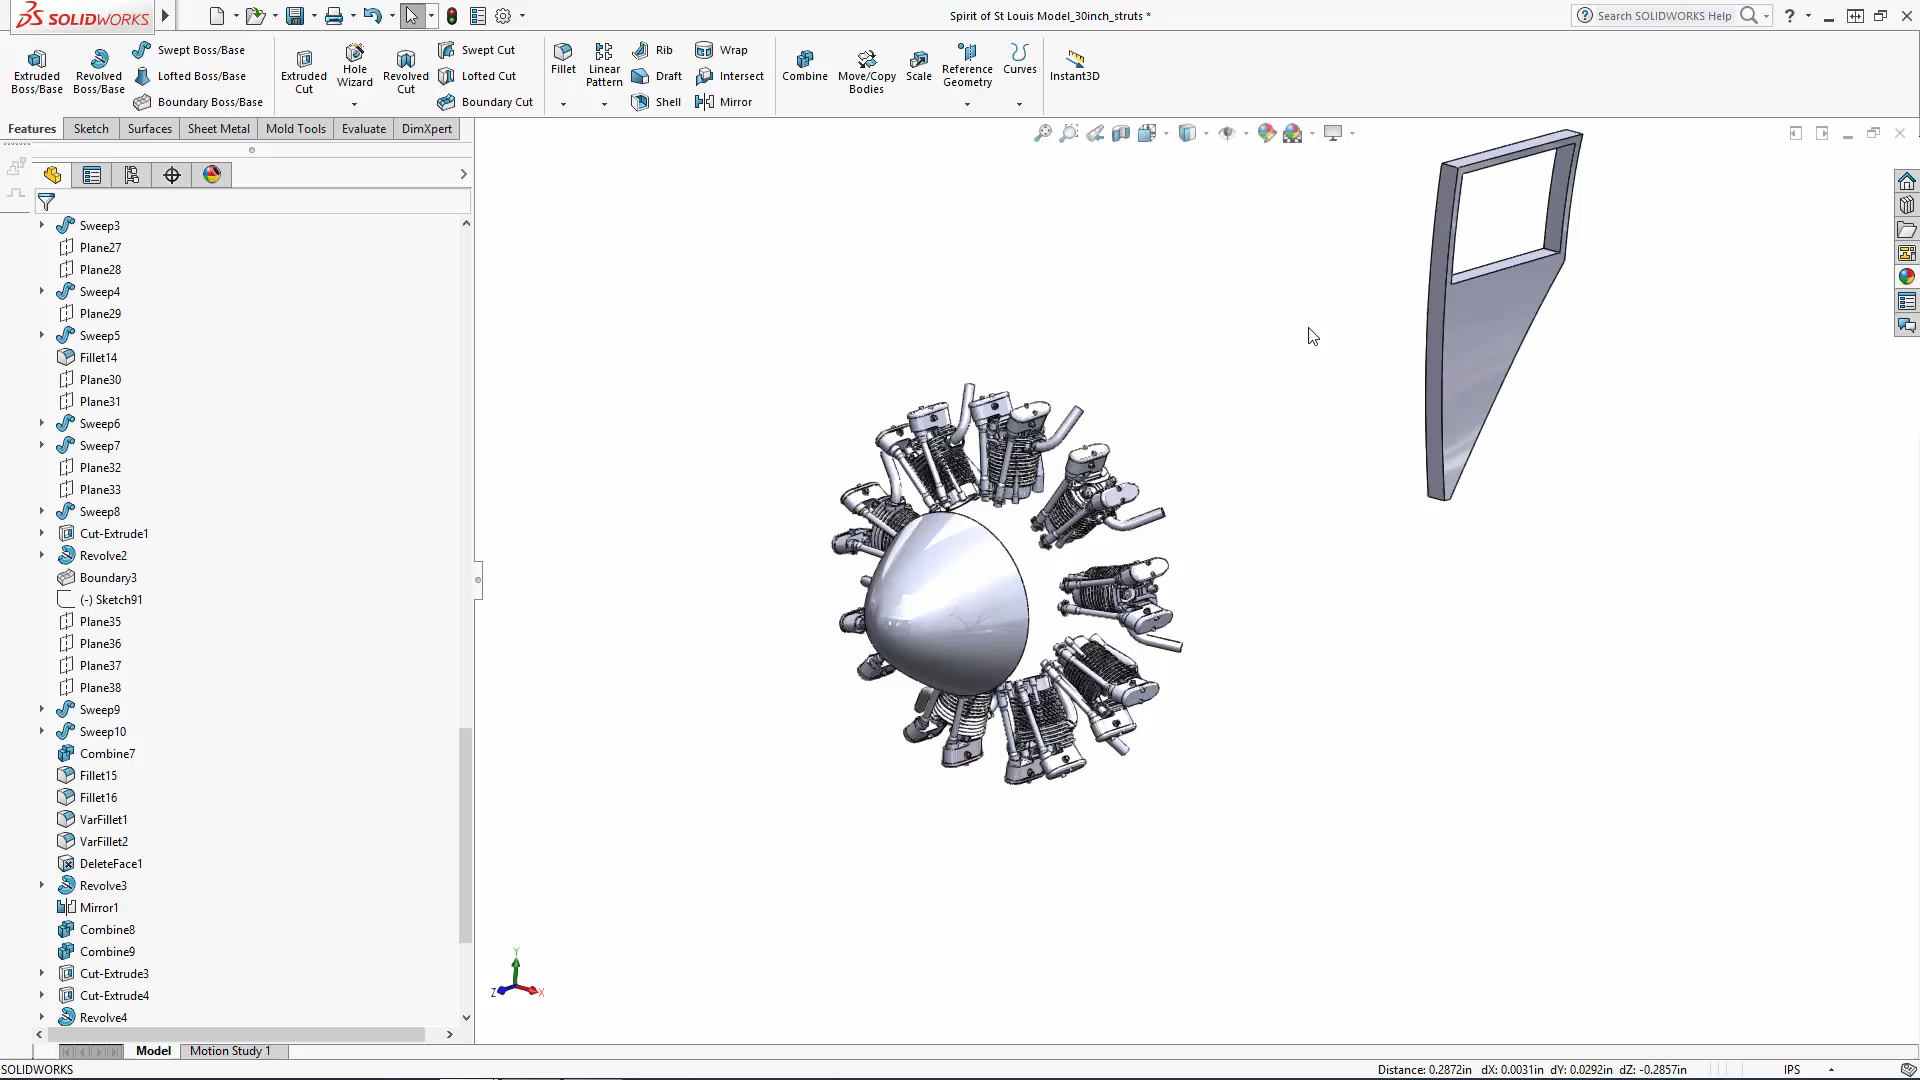 SOLIDWORKS
Spirit of St Louis Model_30inch_struts *
Search SOLIDWORKS Help
Extruded Boss/Base
Revolved Boss/Base
Swept Boss/Base
Lofted Boss/Base
Boundary Boss/Base
Extruded Cut
Hole Wizard
Revolved Cut
Swept Cut
Lofted Cut
Boundary Cut
Fillet
Linear Pattern
Rib
Draft
Shell
Wrap
Intersect
Mirror
Combine
Move/Copy Bodies
Scale
Reference Geometry
Curves
Instant3D
Features
Sketch
Surfaces
Sheet Metal
Mold Tools
Evaluate
DimXpert
Sweep3
Plane27
Plane28
Sweep4
Plane29
Sweep5
Fillet14
Plane30
Plane31
Sweep6
Sweep7
Plane32
Plane33
Sweep8
Cut-Extrude1
Revolve2
Boundary3
(-) Sketch91
Plane35
Plane36
Plane37
Plane38
Sweep9
Sweep10
Combine7
Fillet15
Fillet16
VarFillet1
VarFillet2
DeleteFace1
Revolve3
Mirror1
Combine8
Combine9
Cut-Extrude3
Cut-Extrude4
Revolve4
Y
Z
X
Model
Motion Study 1
SOLIDWORKS
Distance: 0.2872in dX: 0.0031in dY: 0.0292in dZ: -0.2857in
IPS